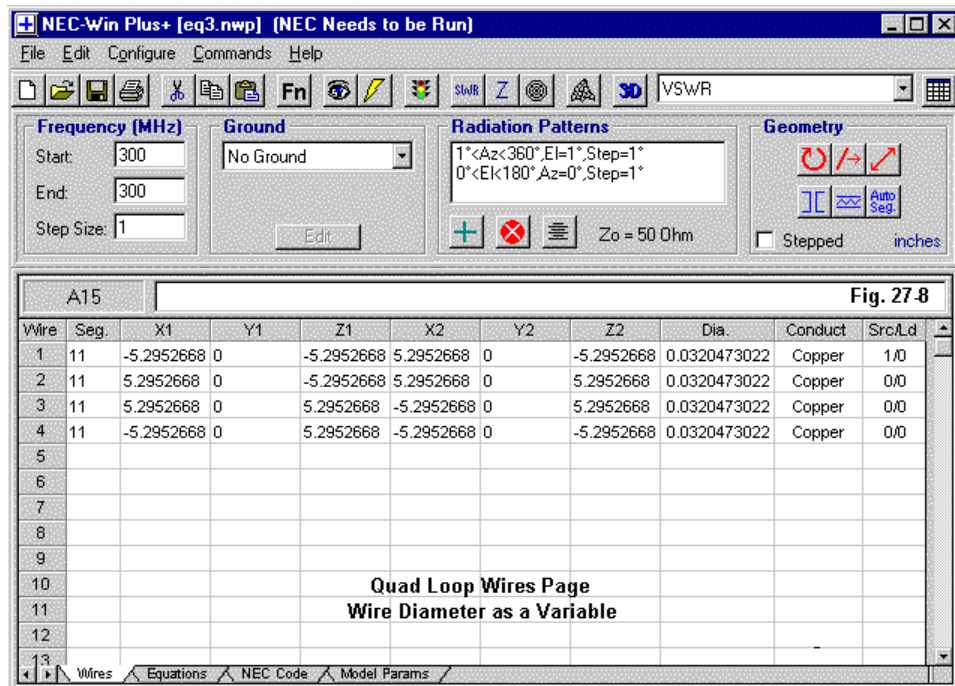 NEC-Win Plus+ [eq3.nwp] (NEC Needs to be Run)
File Edit Configure Commands Help
Fn SWR Z 3D VSWR
Frequency (MHz) Ground Radiation Patterns Geometry
Start: 300 No Ground 1°<Az<360°,El=1°,Step=1°
0°<El<180°,Az=0°,Step=1°
End: 300
Auto Seg.
Step Size: 1 Edit Zo = 50 Ohm Stepped inches
A15 Fig. 27-8
Wire Seg. X1 Y1 Z1 X2 Y2 Z2 Dia. Conduct Src/Ld
1 11 -5.2952668 0 -5.2952668 5.2952668 0 -5.2952668 0.0320473022 Copper 1/0
2 11 5.2952668 0 -5.2952668 5.2952668 0 5.2952668 0.0320473022 Copper 0/0
3 11 5.2952668 0 5.2952668 -5.2952668 0 5.2952668 0.0320473022 Copper 0/0
4 11 -5.2952668 0 5.2952668 -5.2952668 0 -5.2952668 0.0320473022 Copper 0/0
5
6
7
8
9
10 Quad Loop Wires Page
11 Wire Diameter as a Variable
12
13
Wires Equations NEC Code Model Params